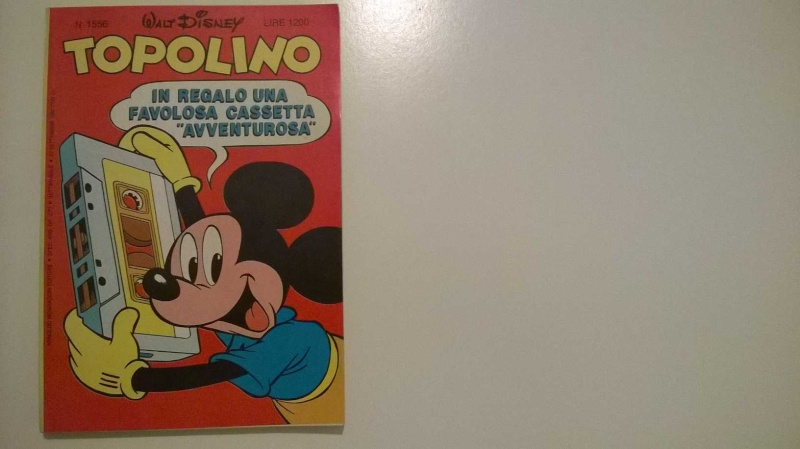 N. 1556 WALT DISNEY LIRE 1200
TOPOLINO
IN REGALO UNA
FAVOLOSA CASSETTA
"AVVENTUROSA"